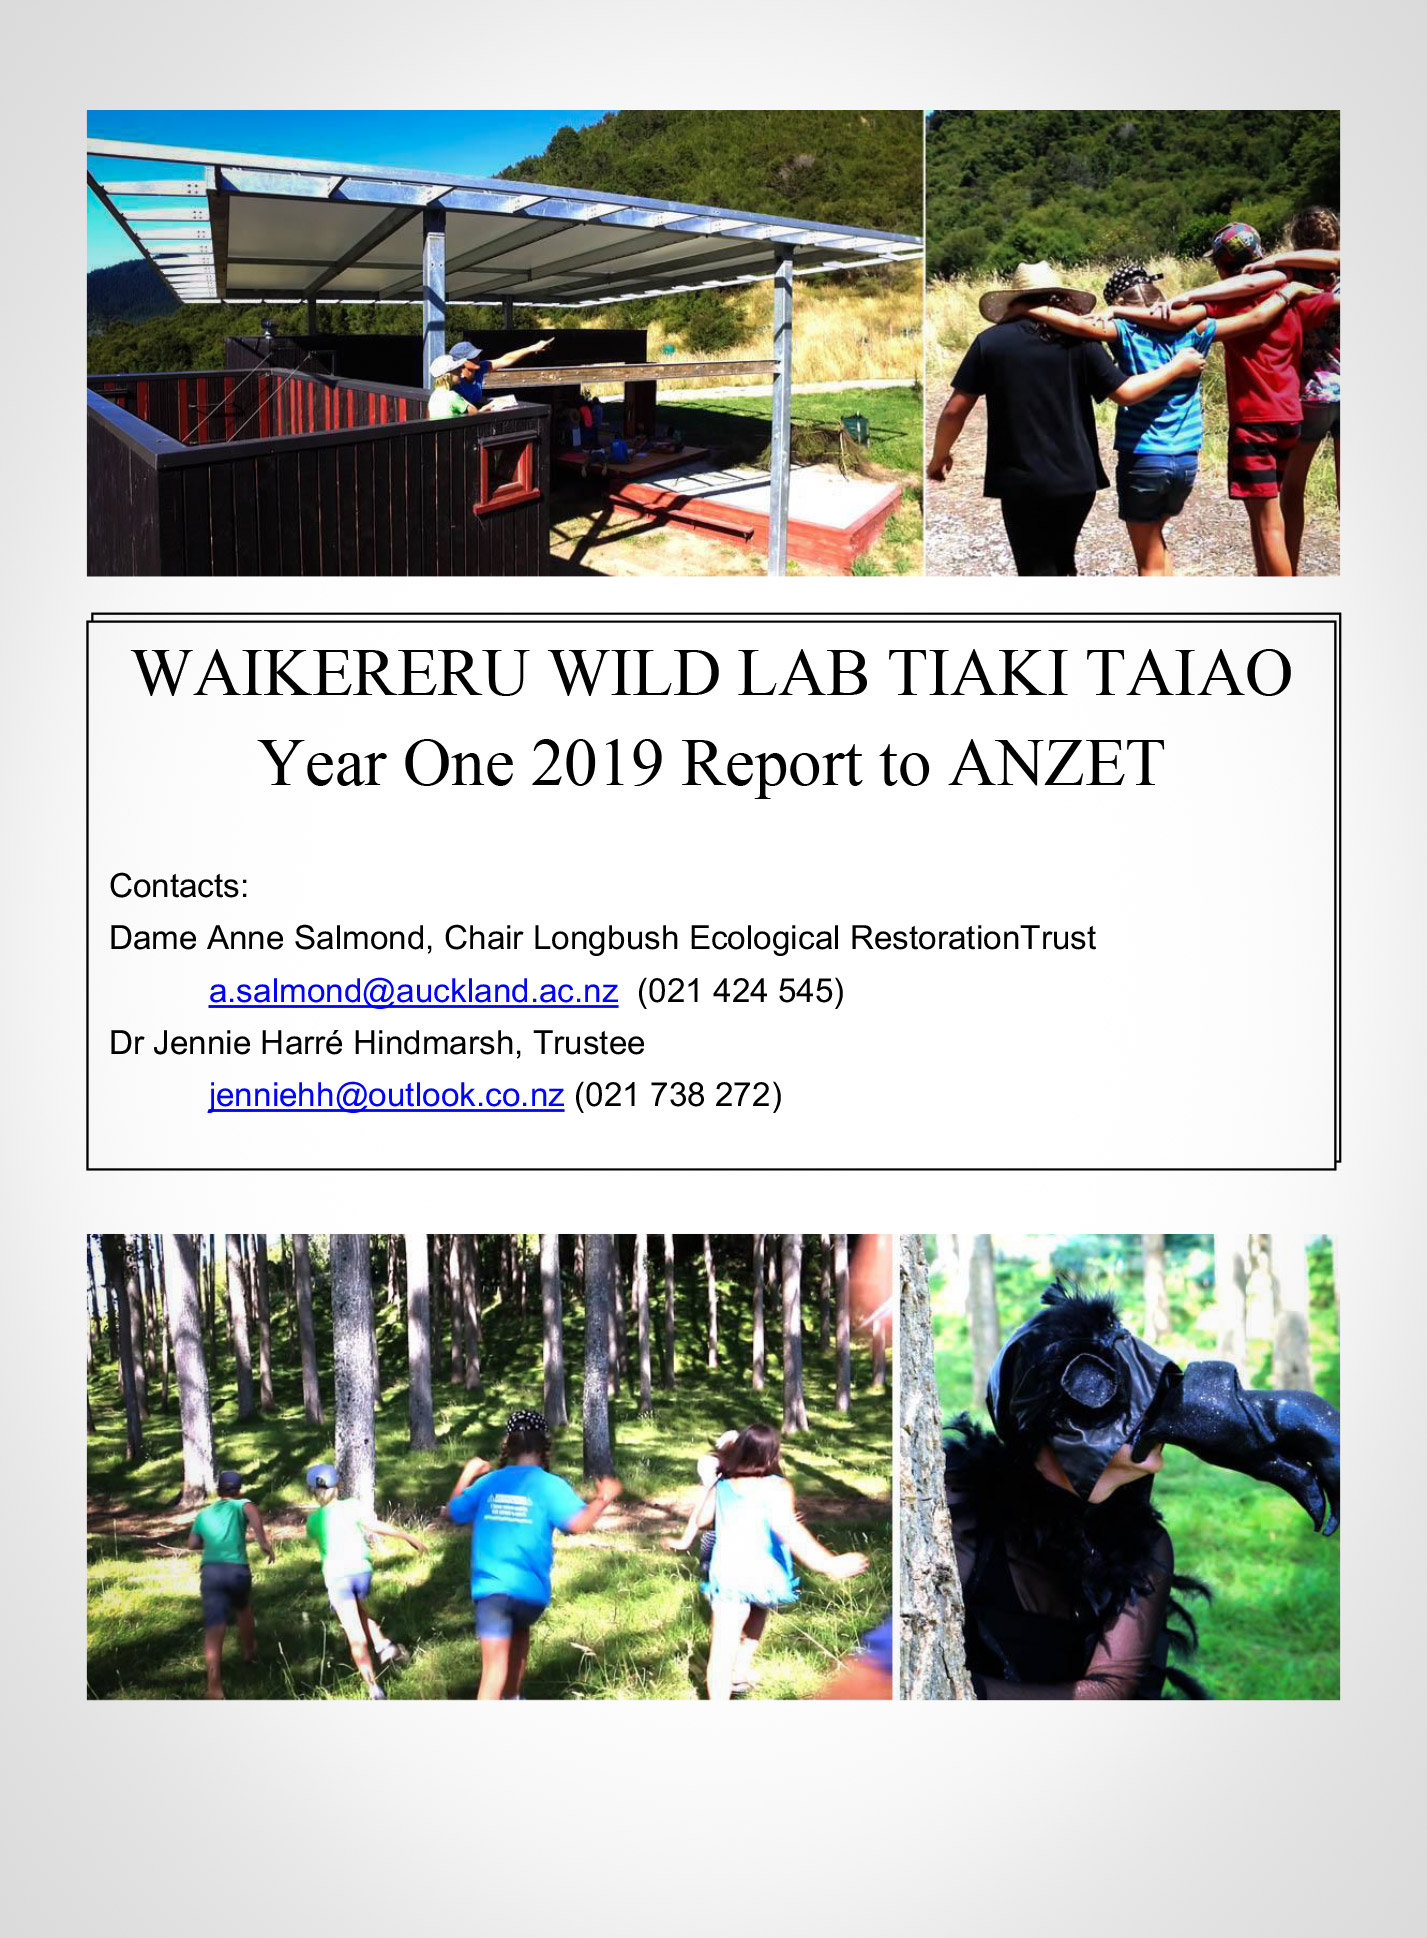 WAIKERERU WILD LAB TIAKI TAIAO
Year One 2019 Report to ANZET
Contacts:
Dame Anne Salmond, Chair Longbush Ecological RestorationTrust
a.salmond@auckland.ac.nz (021 424 545)
Dr Jennie Harré Hindmarsh, Trustee
jenniehh@outlook.co.nz (021 738 272)